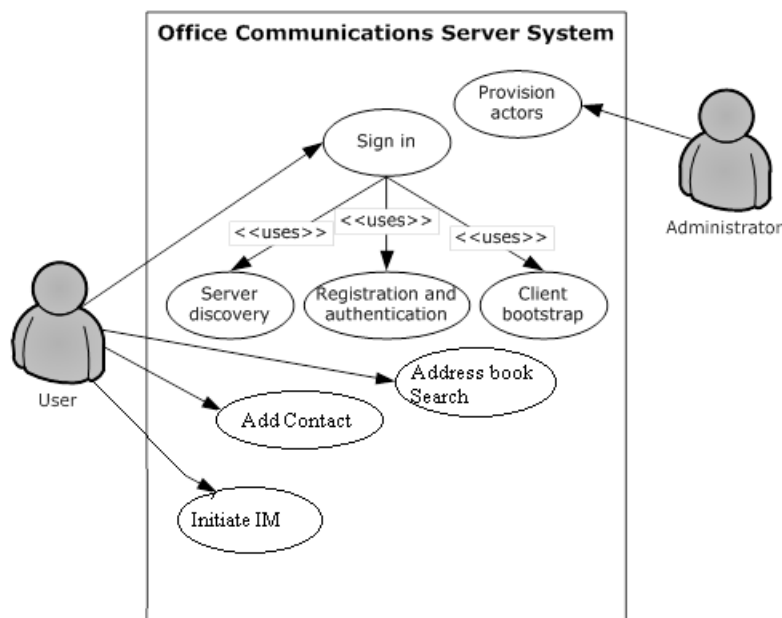 Office Communications Server System
Provision
actors
Sign in
Administrator
<<uses>>
<<uses>>
<<uses>>
Server
discovery
Registration and
authentication
Client
bootstrap
User
Address book
Search
Add Contact
Initiate IM